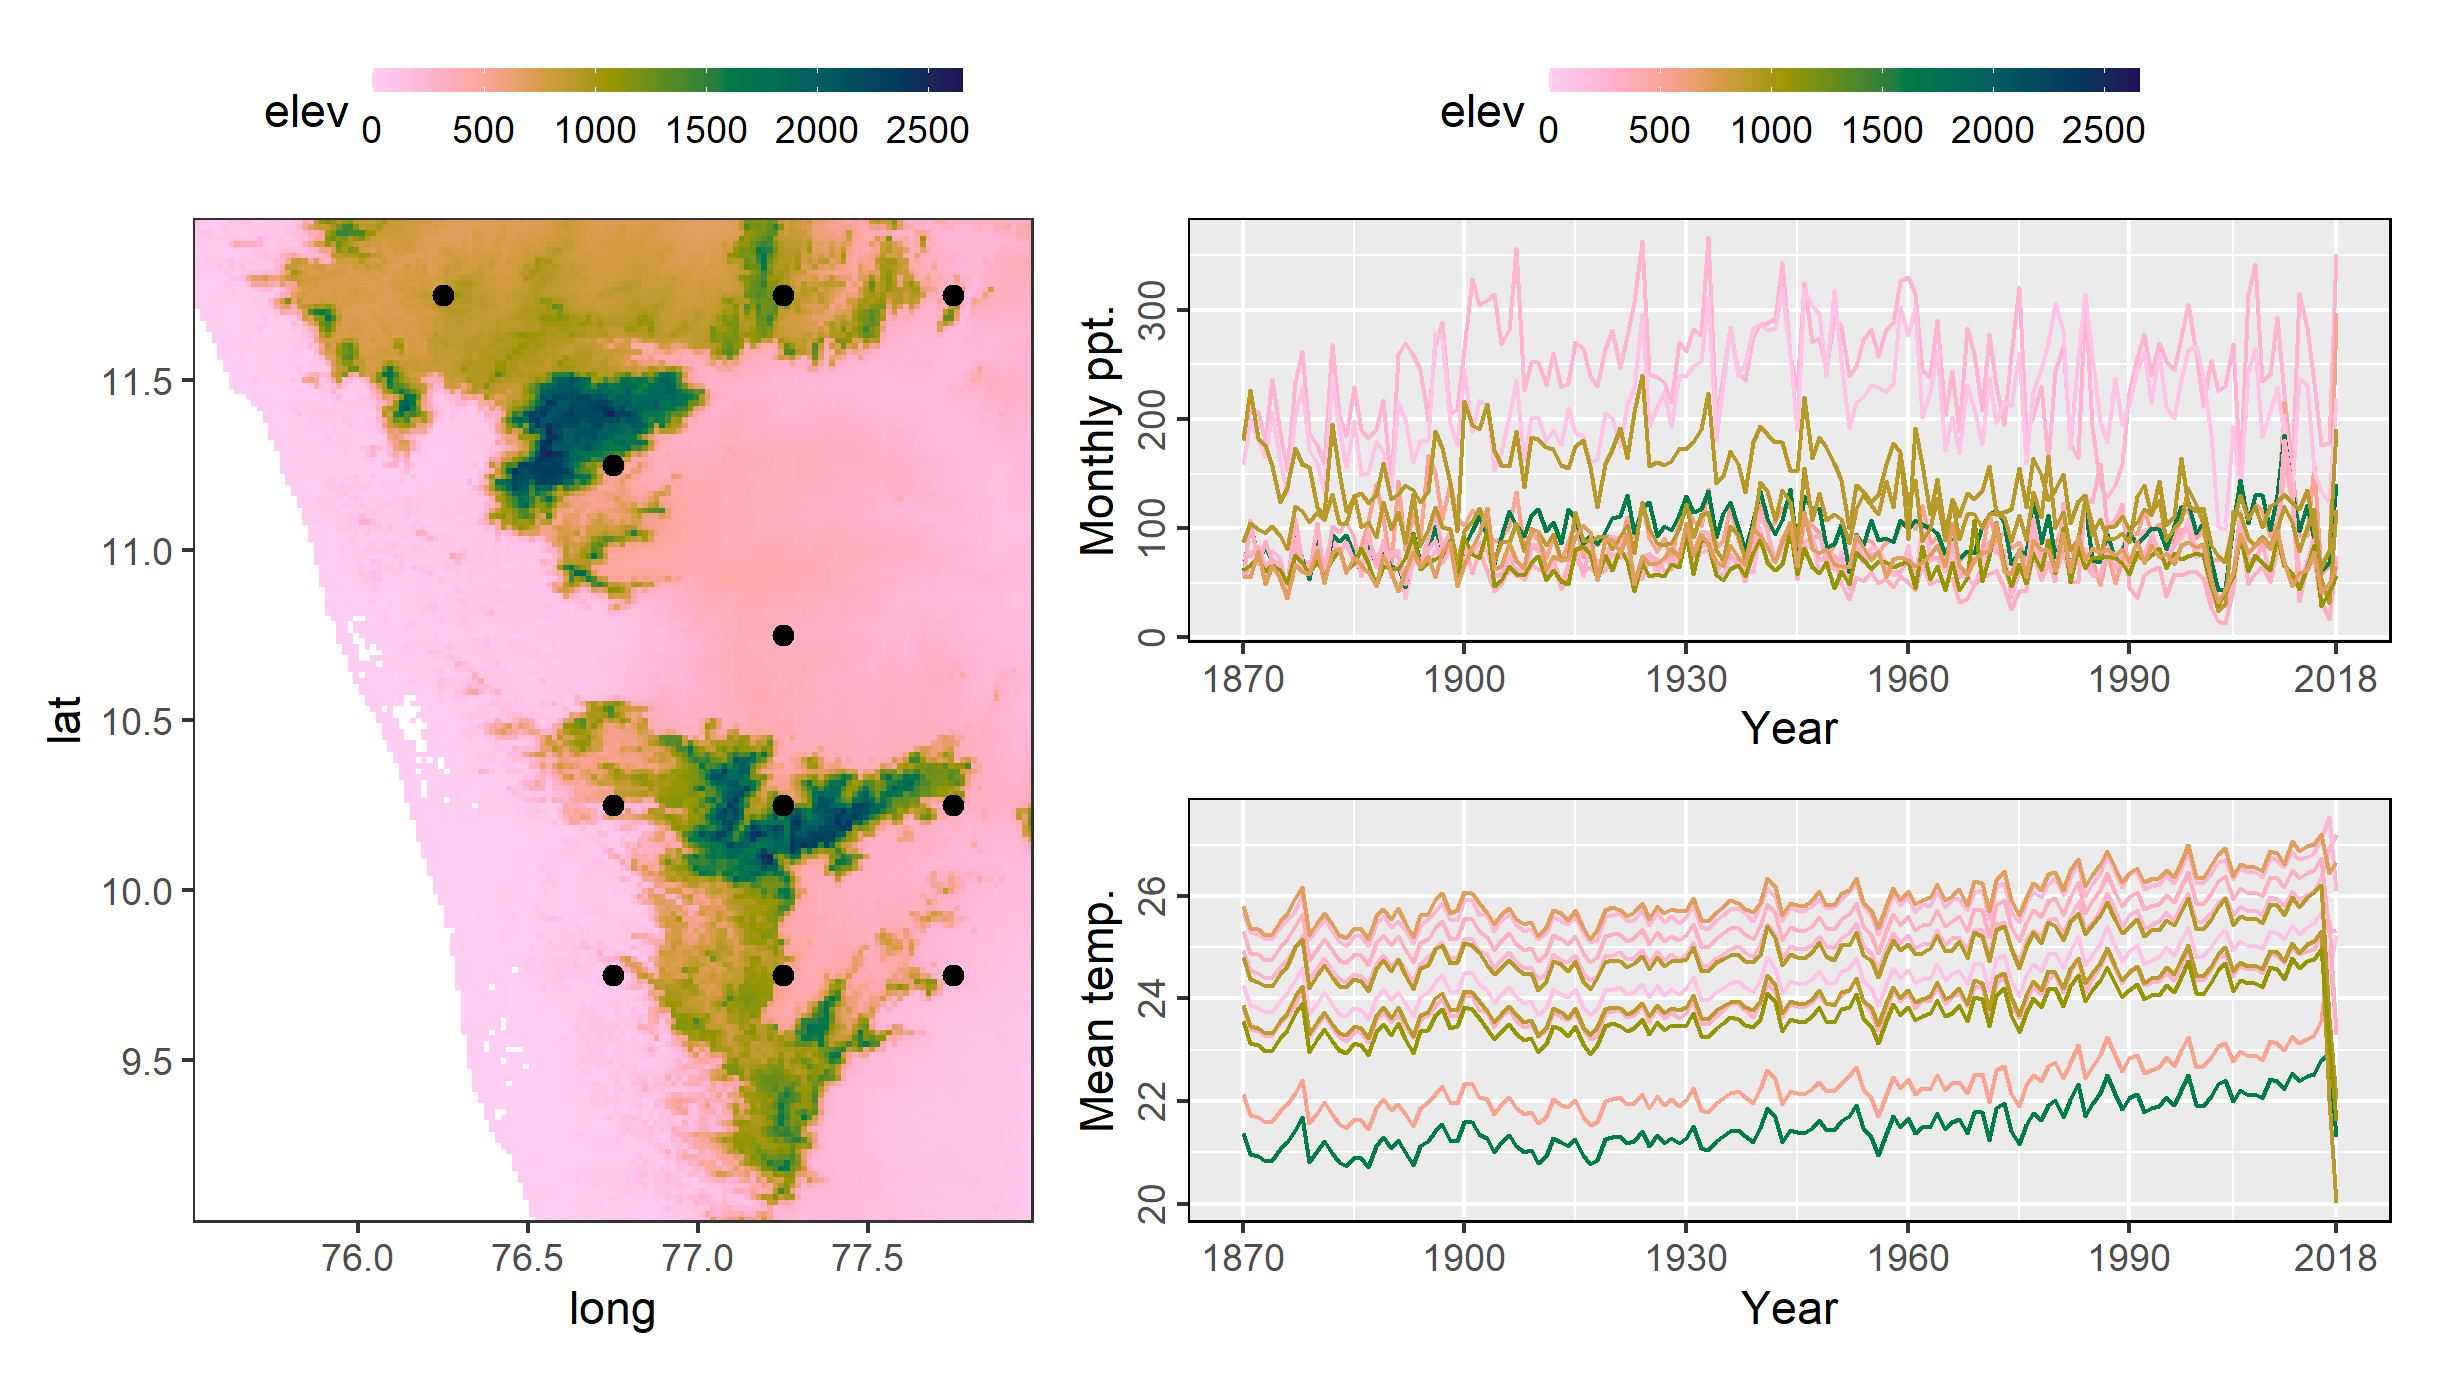 elev 0 500 1000 1500 2000 2500
elev 0 500 1000 1500 2000 2500
lat
11.5
11.0
10.5
10.0
9.5
76.0 76.5 77.0 77.5
long
Monthly ppt.
300
200
100
0
1870 1900 1930 1960 1990 2018
Year
Mean temp.
26
24
22
20
1870 1900 1930 1960 1990 2018
Year